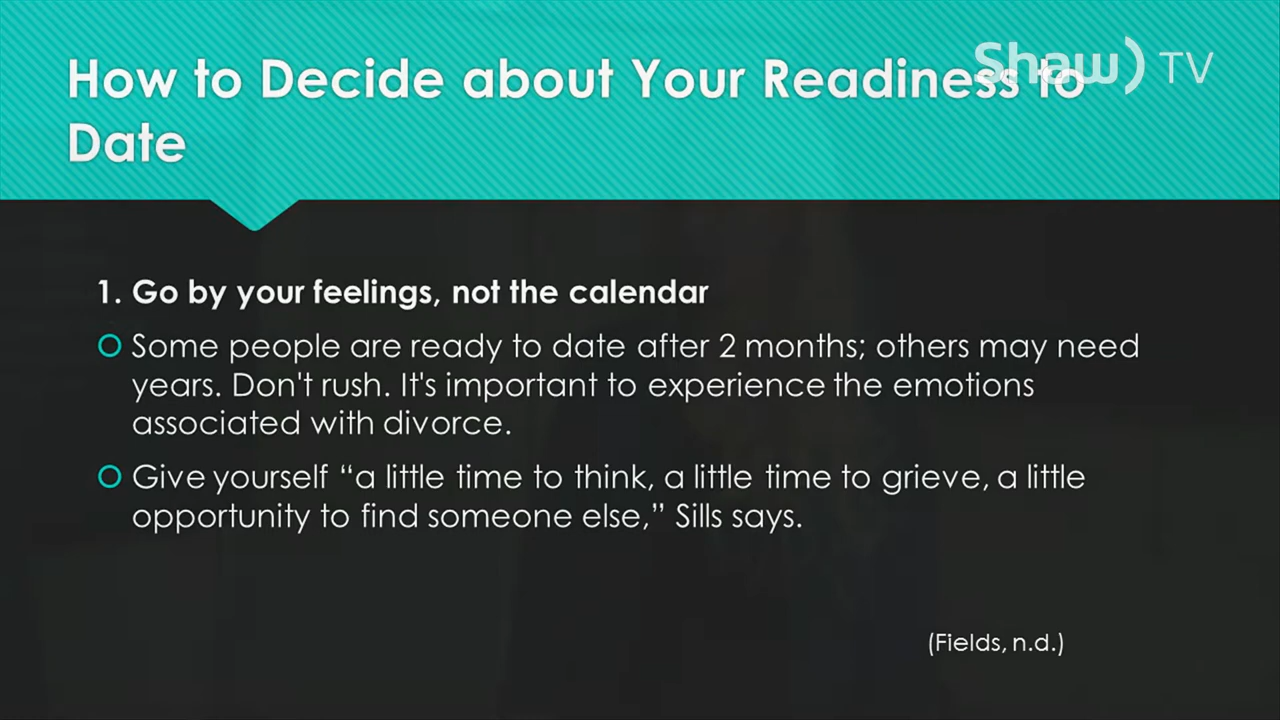 How to Decide about Your Readiness to
Date
Shaw) TV
1. Go by your feelings, not the calendar
Some people are ready to date after 2 months; others may need
years. Don't rush. It's important to experience the emotions
associated with divorce.
Give yourself “a little time to think, a little time to grieve, a little
opportunity to find someone else,” Sills says.
(Fields, n.d.)